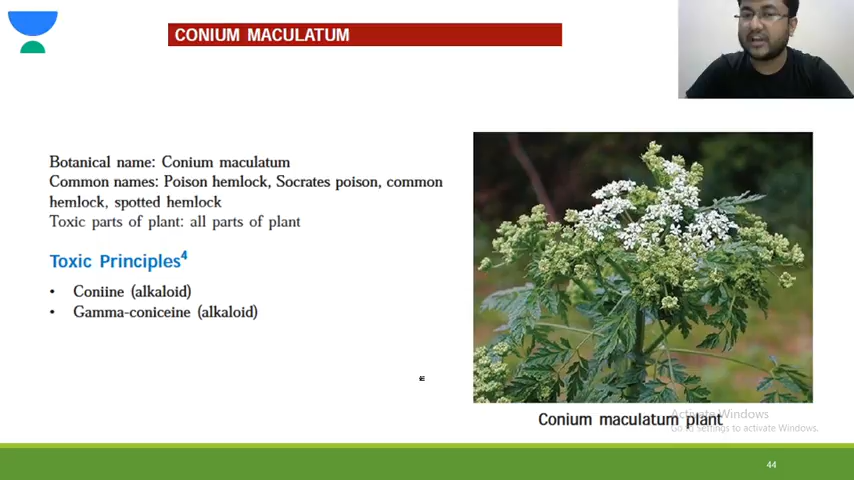 CONIUM MACULATUM
Botanical name: Conium maculatum
Common names: Poison hemlock, Socrates poison, common
hemlock, spotted hemlock
Toxic parts of plant: all parts of plant
Toxic Principles4
• Coniine (alkaloid)
• Gamma-coniceine (alkaloid)
Conium maculatum plant
Activate Windows
Go to Settings to activate Windows.
44